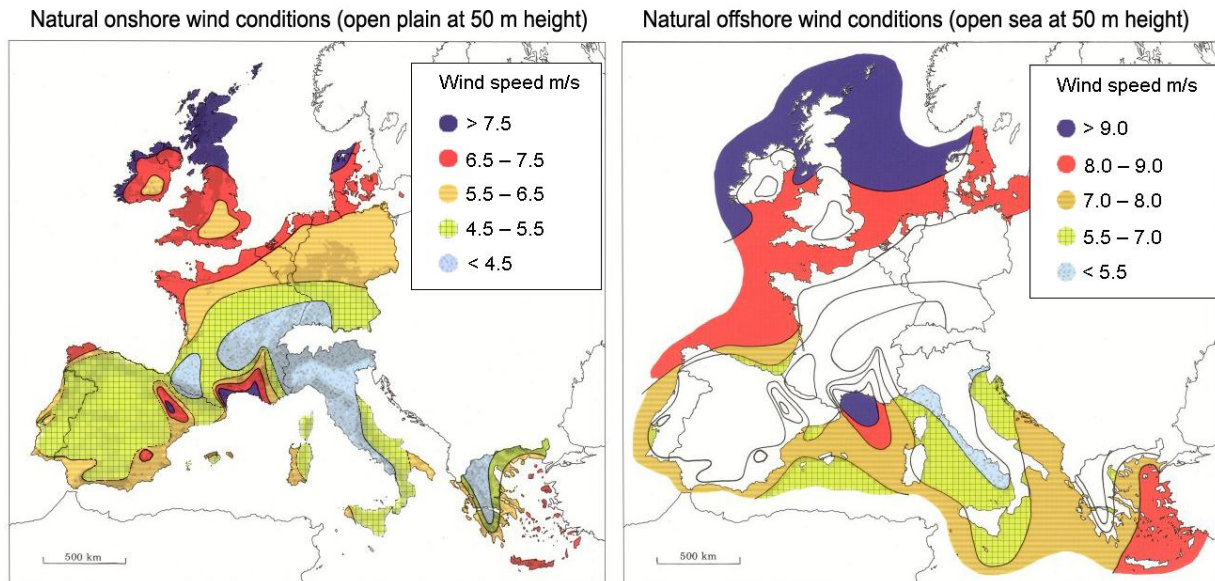 Natural onshore wind conditions (open plain at 50 m height)
Wind speed m/s
> 7.5
6.5 – 7.5
5.5 – 6.5
4.5 – 5.5
< 4.5
500 km
Natural offshore wind conditions (open sea at 50 m height)
Wind speed m/s
> 9.0
8.0 – 9.0
7.0 – 8.0
5.5 – 7.0
< 5.5
500 km